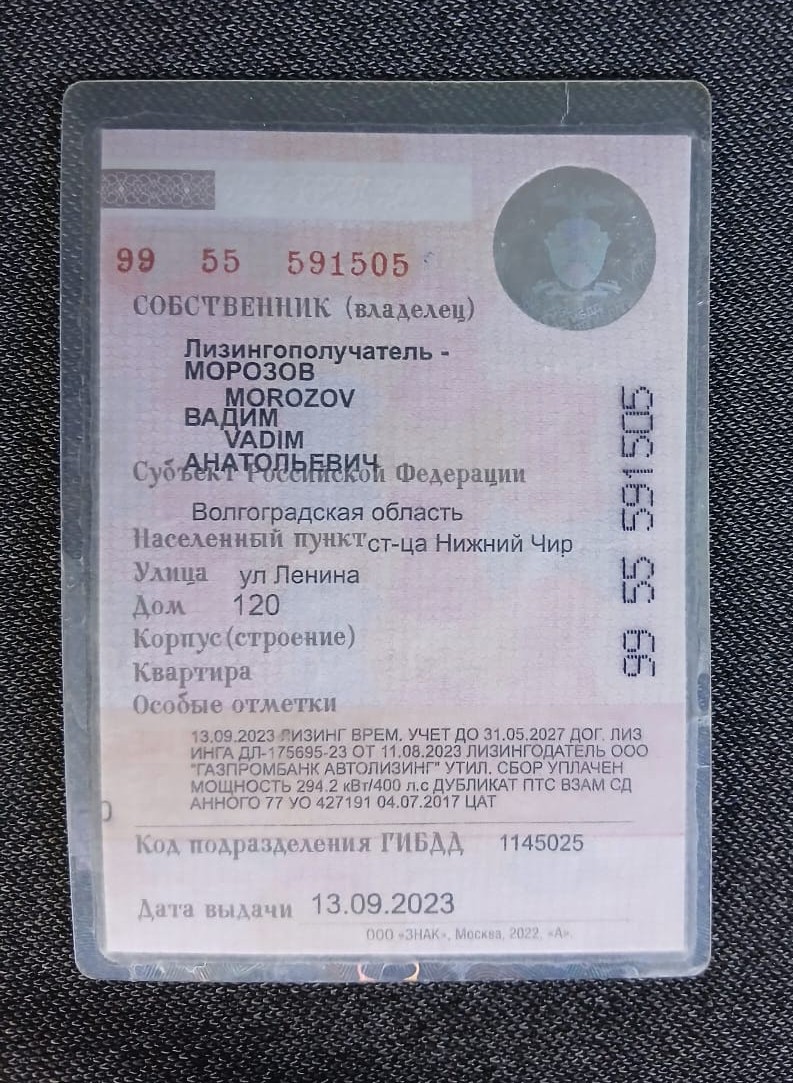 99 55 591505
СОБСТВЕННИК (владелец)
Лизингополучатель -
МОРОЗОВ
MOROZOV
ВАДИМ
VADIM
АНАТОЛЬЕВИЧ
Субъект Российской Федерации
Волгоградская область
Населенный пункт ст-ца Нижний Чир
Улица ул Ленина
Дом 120
Корпус (строение)
Квартира
Особые отметки
13.09.2023 ЛИЗИНГ ВРЕМ. УЧЕТ ДО 31.05.2027 ДОГ. ЛИЗ
ИНГА ДЛ-175695-23 ОТ 11.08.2023 ЛИЗИНГОДАТЕЛЬ ООО
"ГАЗПРОМБАНК АВТОЛИЗИНГ" УТИЛ. СБОР УПЛАЧЕН
МОЩНОСТЬ 294.2 кВт/400 л.с ДУБЛИКАТ ПТС ВЗАМ СД
АННОГО 77 УО 427191 04.07.2017 ЦАТ
Код подразделения ГИБДД 1145025
Дата выдачи 13.09.2023
ООО «ЗНАК», Москва, 2022, «А».
99 55 591505